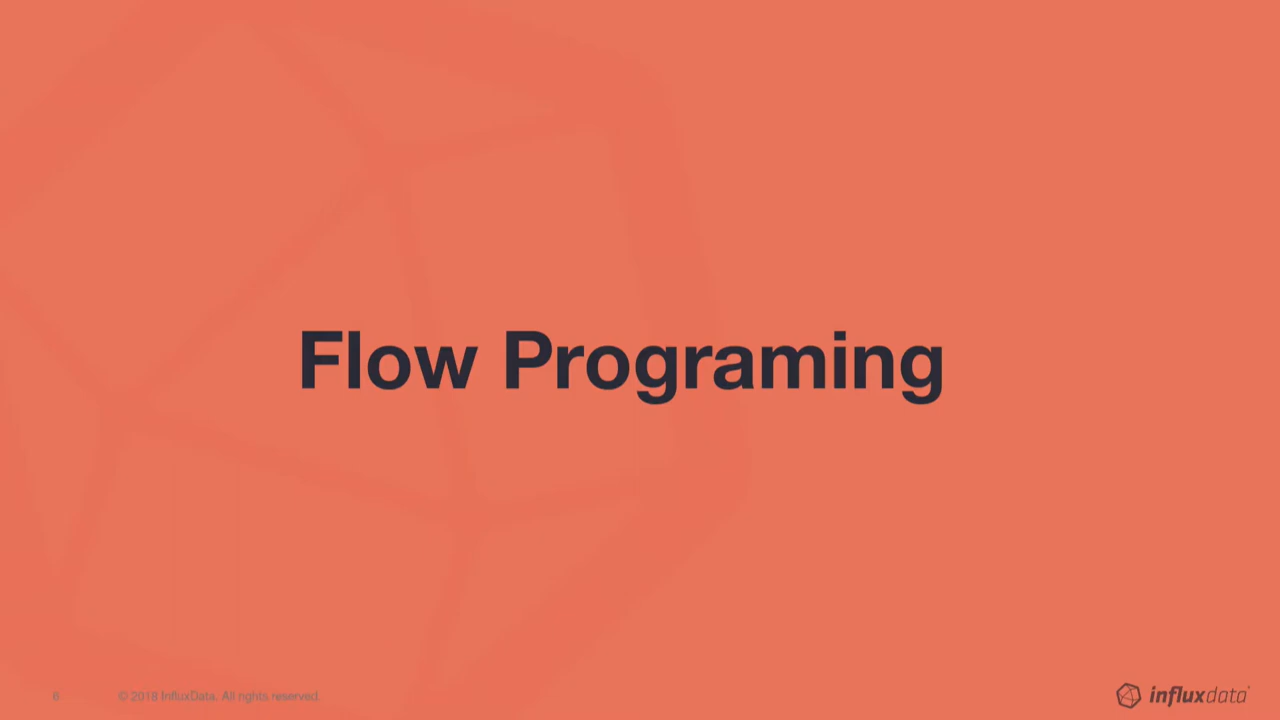 Flow Programing
6 © 2018 InfluxData. All rights reserved.
influxdata